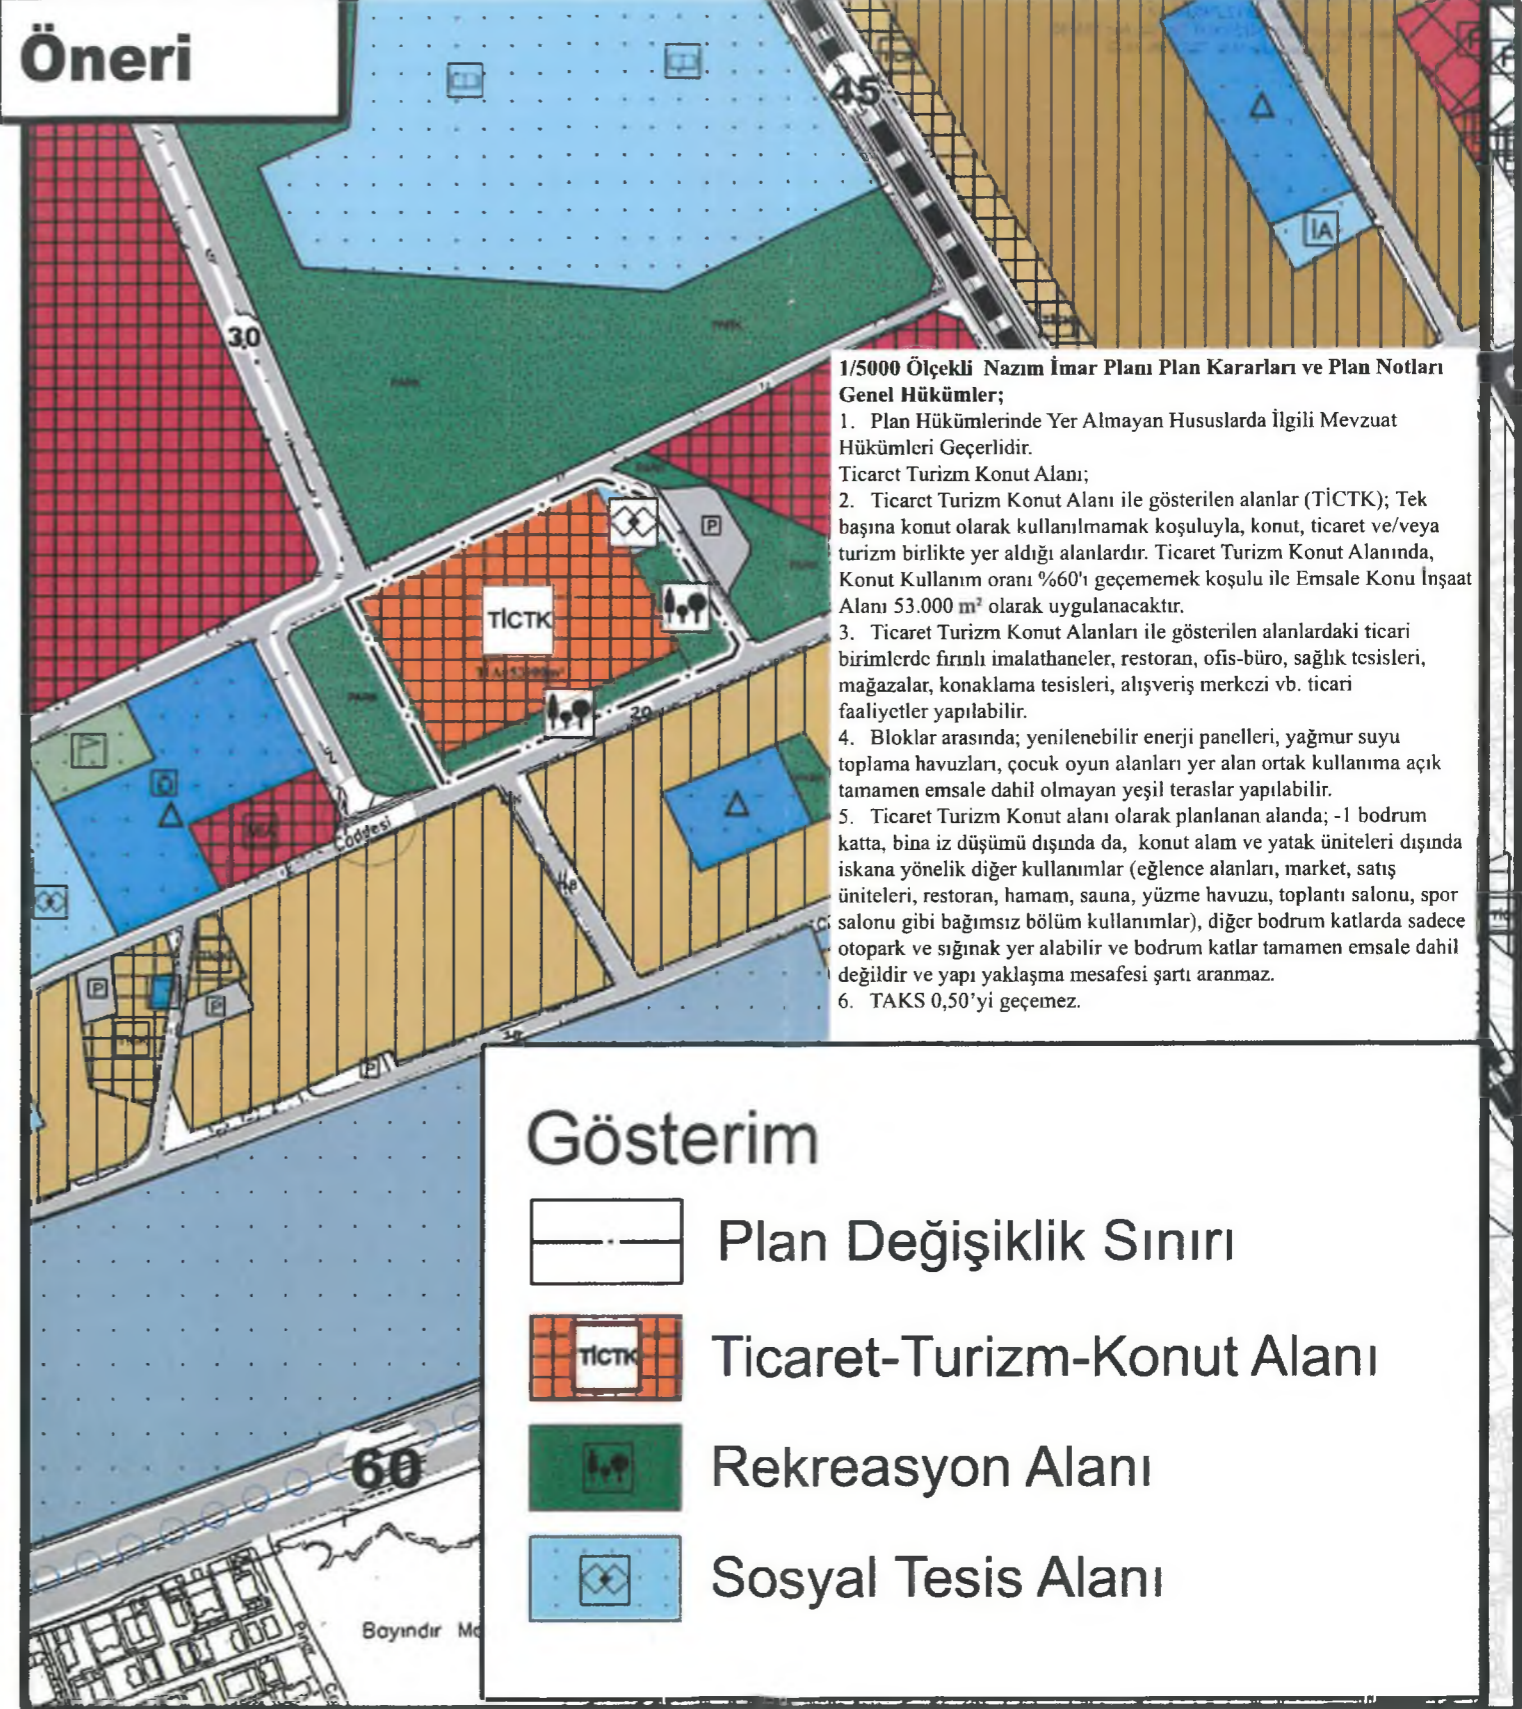 Öneri
45
İA
30
PARK
PARK
1/5000 Ölçekli Nazım İmar Planı Plan Kararları ve Plan Notları
Genel Hükümler;
1. Plan Hükümlerinde Yer Almayan Hususlarda İlgili Mevzuat
Hükümleri Geçerlidir.
Ticaret Turizm Konut Alanı;
2. Ticaret Turizm Konut Alanı ile gösterilen alanlar (TİCTK); Tek
başına konut olarak kullanılmamak koşuluyla, konut, ticaret ve/veya
turizm birlikte yer aldığı alanlardır. Ticaret Turizm Konut Alanında,
Konut Kullanım oranı %60'ı geçememek koşulu ile Emsale Konu İnşaat
Alanı 53.000 m² olarak uygulanacaktır.
3. Ticaret Turizm Konut Alanları ile gösterilen alanlardaki ticari
birimlerde fırınlı imalathaneler, restoran, ofis-büro, sağlık tesisleri,
mağazalar, konaklama tesisleri, alışveriş merkezi vb. ticari
faaliyetler yapılabilir.
4. Bloklar arasında; yenilenebilir enerji panelleri, yağmur suyu
toplama havuzları, çocuk oyun alanları yer alan ortak kullanıma açık
tamamen emsale dahil olmayan yeşil teraslar yapılabilir.
5. Ticaret Turizm Konut alanı olarak planlanan alanda; -1 bodrum
katta, bina iz düşümü dışında da, konut alam ve yatak üniteleri dışında
iskana yönelik diğer kullanımlar (eğlence alanları, market, satış
üniteleri, restoran, hamam, sauna, yüzme havuzu, toplantı salonu, spor
salonu gibi bağımsız bölüm kullanımlar), diğer bodrum katlarda sadece
otopark ve sığınak yer alabilir ve bodrum katlar tamamen emsale dahil
değildir ve yapı yaklaşma mesafesi şartı aranmaz.
6. TAKS 0,50'yi geçemez.
PARK
P
PARK
TİCTK
PARK
20
Caddesi
P
P
P
60
Bayındır
Gösterim
Plan Değişiklik Sınırı
TİCTK
Ticaret-Turizm-Konut Alanı
Rekreasyon Alanı
Sosyal Tesis Alanı